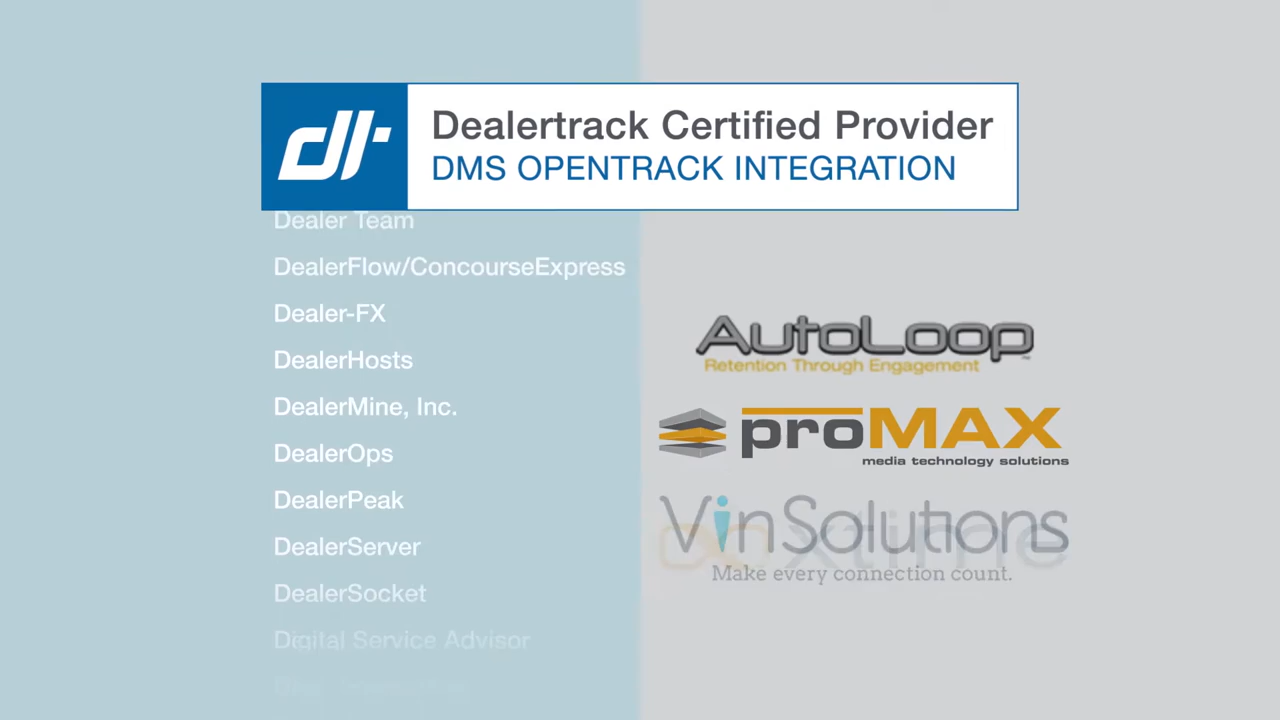 Dealertrack Certified Provider
DMS OPENTRACK INTEGRATION
Dealer Team
DealerFlow/ConcourseExpress
Dealer-FX
DealerHosts
DealerMine, Inc.
DealerOps
DealerPeak
DealerServer
DealerSocket
Digital Service Advisor
AutoLoop
Retention Through Engagement
proMAX
media technology solutions
VinSolutions
xtime
Make every connection count.